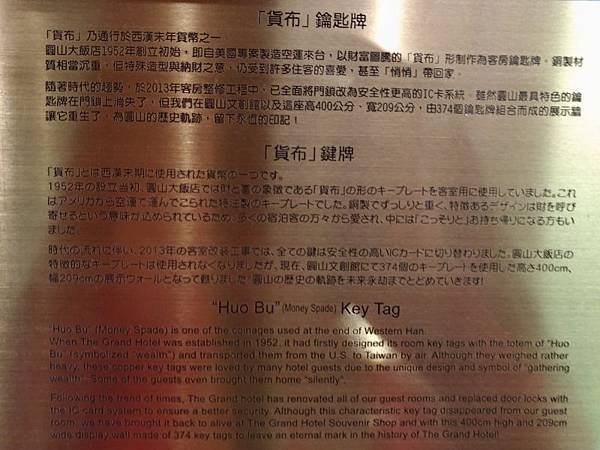 「貨布」鑰匙牌
「貨布」乃通行於西漢末年貨幣之一。
圓山大飯店1952年創立初始，即自美國專案製造空運來台，以財富圖騰的「貨布」形制作為客房鑰匙牌。銅製材
質相當沉重，但特殊造型與納財之意，仍受到許多住客的喜愛，甚至「悄悄」帶回家。
隨著時代的趨勢，於2013年客房整修工程中，已全面將門鎖改為安全性更高的IC卡系統。雖然圓山最具特色的鑰
匙牌在門鎖上消失了，但我們在圓山文創館以及這座高400公分、寬209公分，由374個鑰匙牌組合而成的展示牆
讓它重生了，為圓山的歷史軌跡，留下永恆的印記！
「貨布」鍵牌
「貨布」とは西漢末期に使用された貨幣の一つです。
1952年の設立当初、圓山大飯店では財と富の象徴である「貨布」の形のキープレートを客室用に使用していました。これ
はアメリカから空運で運んでこられた特注製のキープレートでした。銅製でずっしりと重く、特徴あるデザインは財を呼び
寄せるという意味が込められているため、多くの宿泊客の方々から愛され、中には「こっそりと」お持ち帰りになる方もい
ました。
時代の流れに伴い、2013年の客室改装工事では、全ての鍵は安全性の高いICカードに切り替わりました。圓山大飯店の
特徴的なキープレートは使用されなくなりましたが、現在、圓山文創館にて374個のキープレートを使用した高さ400cm、
幅209cmの展示ウォールとなって甦りました！圓山の歴史の軌跡を未来永劫までとどめていきます！
“Huo Bu” (Money Spade) Key Tag
“Huo Bu” (Money Spade) is one of the coinages used at the end of Western Han.
When The Grand Hotel was established in 1952, it had firstly designed its room key tags with the totem of “Huo
Bu” (symbolized “wealth”) and transported them from the U.S. to Taiwan by air. Although they weighed rather
heavy, these copper key tags were loved by many hotel guests due to the unique design and symbol of “gathering
wealth”. Some of the guests even brought them home “silently”.
Following the trend of times, The Grand hotel has renovated all of our guest rooms and replaced door locks with
the IC card system to ensure a better security. Although this characteristic key tag disappeared from our guest
room, we have brought it back to alive at The Grand Hotel Souvenir Shop and with this 400cm high and 209cm
wide display wall made of 374 key tags to leave an eternal mark in the history of The Grand Hotel!